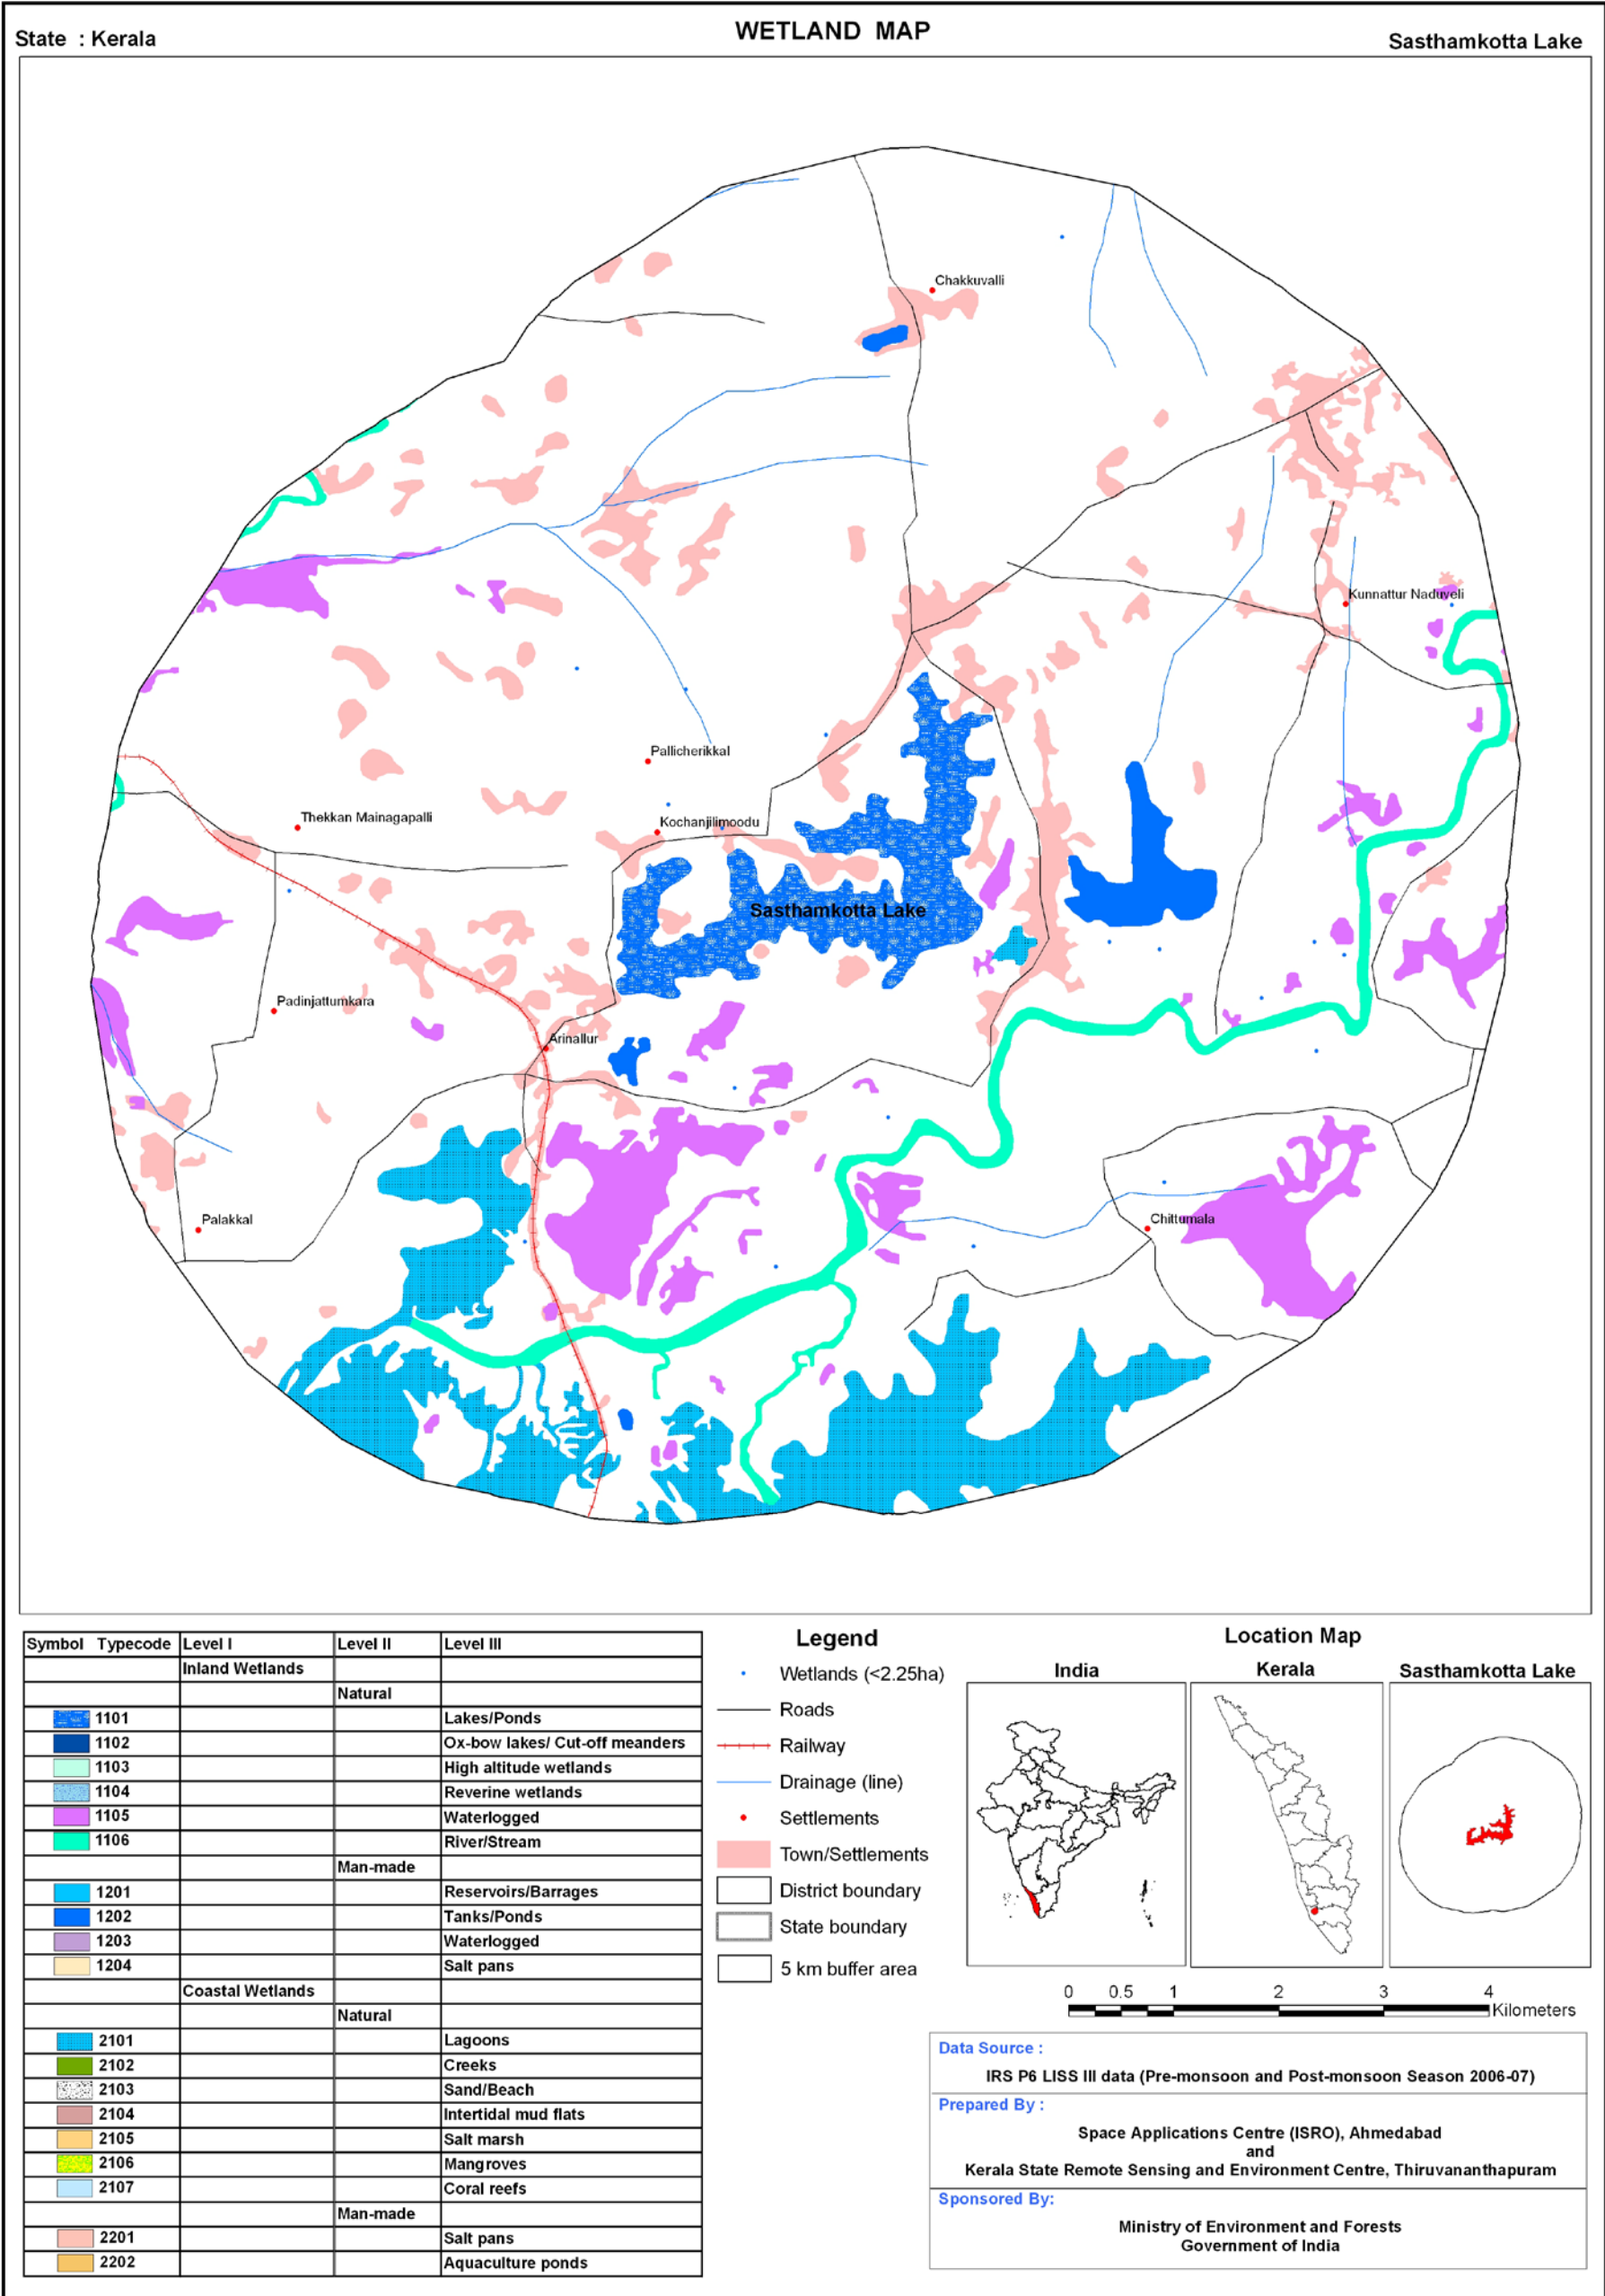 WETLAND MAP
State : Kerala
Sasthamkotta Lake
Chakkuvalli
Kunnattur Naduveli
Pallicherikkal
Kochanjilimoodu
Thekkan Mainagapalli
Sasthamkotta Lake
Padinjattumkara
Arinallur
Palakkal
Chittumala
Symbol Typecode Level I Level II Level III
Inland Wetlands
Natural
1101 Lakes/Ponds
1102 Ox-bow lakes/ Cut-off meanders
1103 High altitude wetlands
1104 Reverine wetlands
1105 Waterlogged
1106 River/Stream
Man-made
1201 Reservoirs/Barrages
1202 Tanks/Ponds
1203 Waterlogged
1204 Salt pans
Coastal Wetlands
Natural
2101 Lagoons
2102 Creeks
2103 Sand/Beach
2104 Intertidal mud flats
2105 Salt marsh
2106 Mangroves
2107 Coral reefs
Man-made
2201 Salt pans
2202 Aquaculture ponds
Legend
Wetlands (<2.25ha)
Roads
Railway
Drainage (line)
Settlements
Town/Settlements
District boundary
State boundary
5 km buffer area
Location Map
India
Kerala
Sasthamkotta Lake
0 0.5 1 2 3 4
Kilometers
Data Source :
IRS P6 LISS III data (Pre-monsoon and Post-monsoon Season 2006-07)
Prepared By :
Space Applications Centre (ISRO), Ahmedabad
and
Kerala State Remote Sensing and Environment Centre, Thiruvananthapuram
Sponsored By:
Ministry of Environment and Forests
Government of India